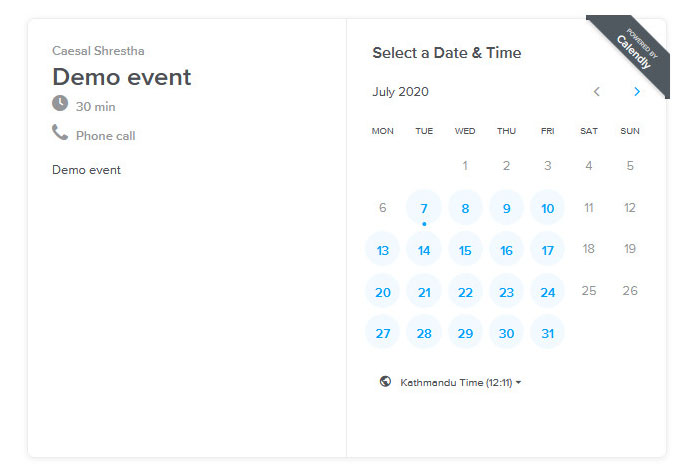 Caesal Shrestha
Demo event
30 min
Phone call
Demo event
Select a Date & Time
POWERED BY
Calendly
July 2020
MON TUE WED THU FRI SAT SUN
1 2 3 4 5
6 7 8 9 10 11 12
13 14 15 16 17 18 19
20 21 22 23 24 25 26
27 28 29 30 31
Kathmandu Time (12:11)